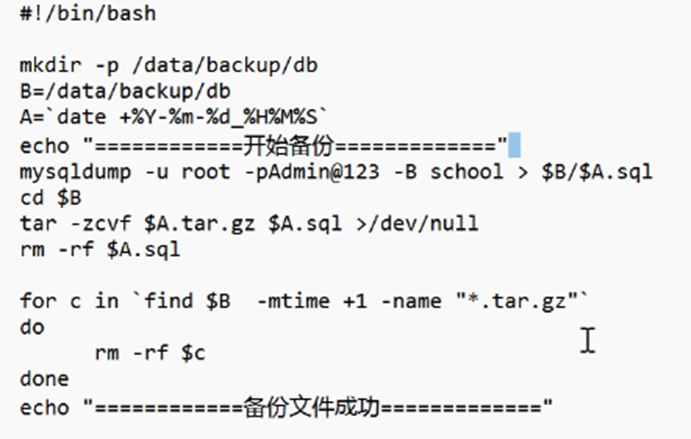 #!/bin/bash
mkdir -p /data/backup/db
B=/data/backup/db
A=`date +%Y-%m-%d_%H%M%S`
echo "============开始备份============="
mysqldump -u root -pAdmin@123 -B school > $B/$A.sql
cd $B
tar -zcvf $A.tar.gz $A.sql >/dev/null
rm -rf $A.sql
for c in `find $B  -mtime +1 -name "*.tar.gz"`
do
      rm -rf $c
done
echo "============备份文件成功============="